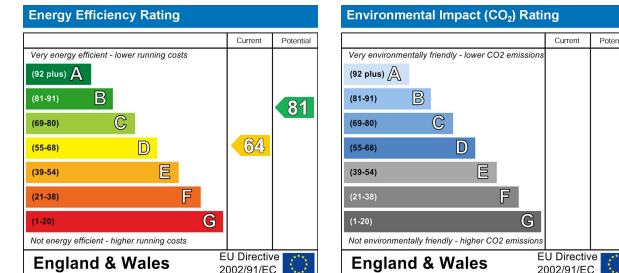 Energy Efficiency Rating
Current Potential
Very energy efficient - lower running costs
(92 plus) A
(81-91) B
81
(69-80) C
(55-68) D
64
(39-54) E
(21-38) F
(1-20) G
Not energy efficient - higher running costs
England & Wales
EU Directive
2002/91/EC
Environmental Impact (CO₂) Rating
Current Poten
Very environmentally friendly - lower CO2 emissions
(92 plus) A
(81-91) B
(69-80) C
(55-68) D
(39-54) E
(21-38) F
(1-20) G
Not environmentally friendly - higher CO2 emissions
England & Wales
EU Directive
2002/91/EC